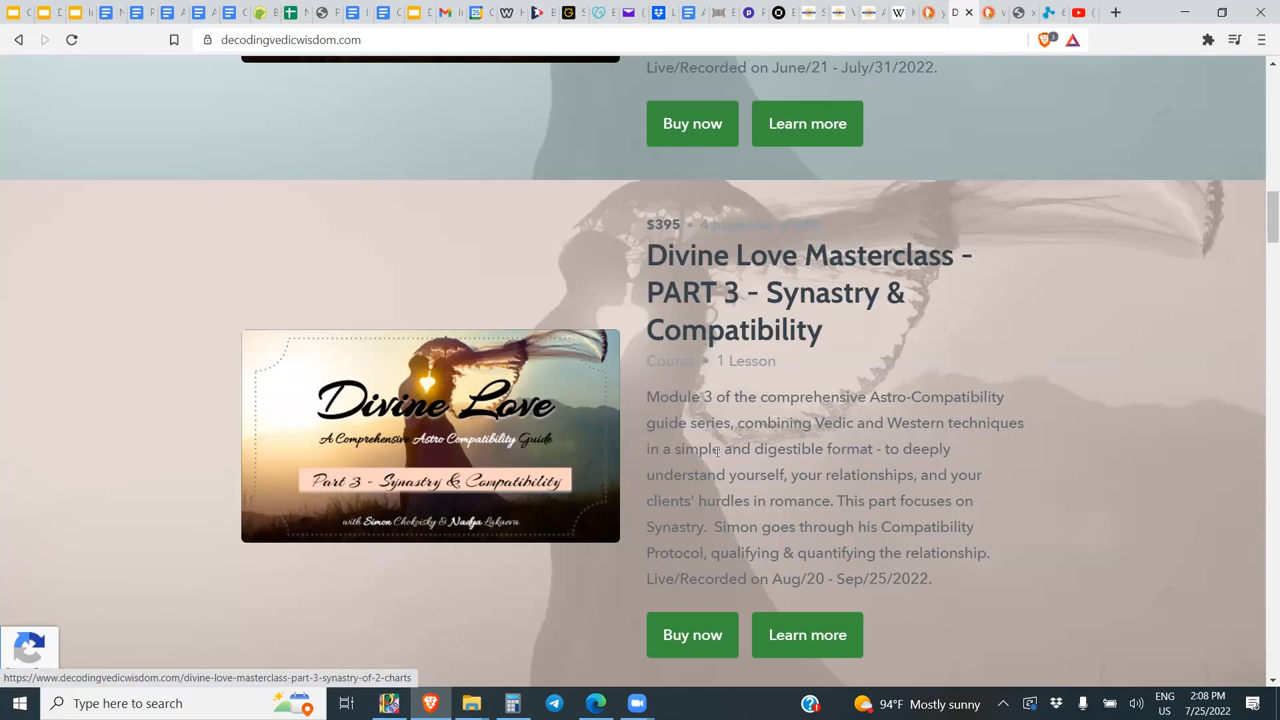 decodingvedicwisdom.com
Live/Recorded on June/21 - July/31/2022.
Buy now
Learn more
$395 • 4
Divine Love Masterclass -
PART 3 - Synastry &
Compatibility
Course • 1 Lesson
Module 3 of the comprehensive Astro-Compatibility
guide series, combining Vedic and Western techniques
in a simple and digestible format - to deeply
understand yourself, your relationships, and your
clients' hurdles in romance. This part focuses on
Synastry.  Simon goes through his Compatibility
Protocol, qualifying & quantifying the relationship.
Live/Recorded on Aug/20 - Sep/25/2022.
Buy now
Learn more
Divine Love
A Comprehensive Astro Compatibility Guide
Part 3 - Synastry & Compatibility
with Simon Chokoisky & Nadya Lakaeva
https://www.decodingvedicwisdom.com/divine-love-masterclass-part-3-synastry-of-2-charts
Type here to search
94°F Mostly sunny
ENG
US
2:08 PM
7/25/2022